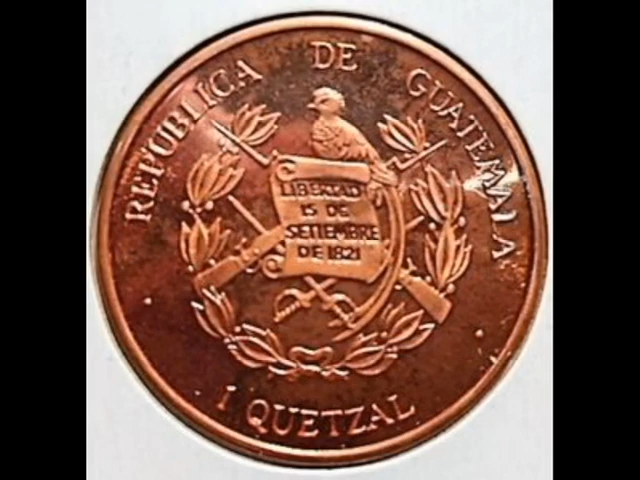 REPUBLICA DE GUATEMALA
LIBERTAD
15 DE
SETIEMBRE
DE 1821
1 QUETZAL